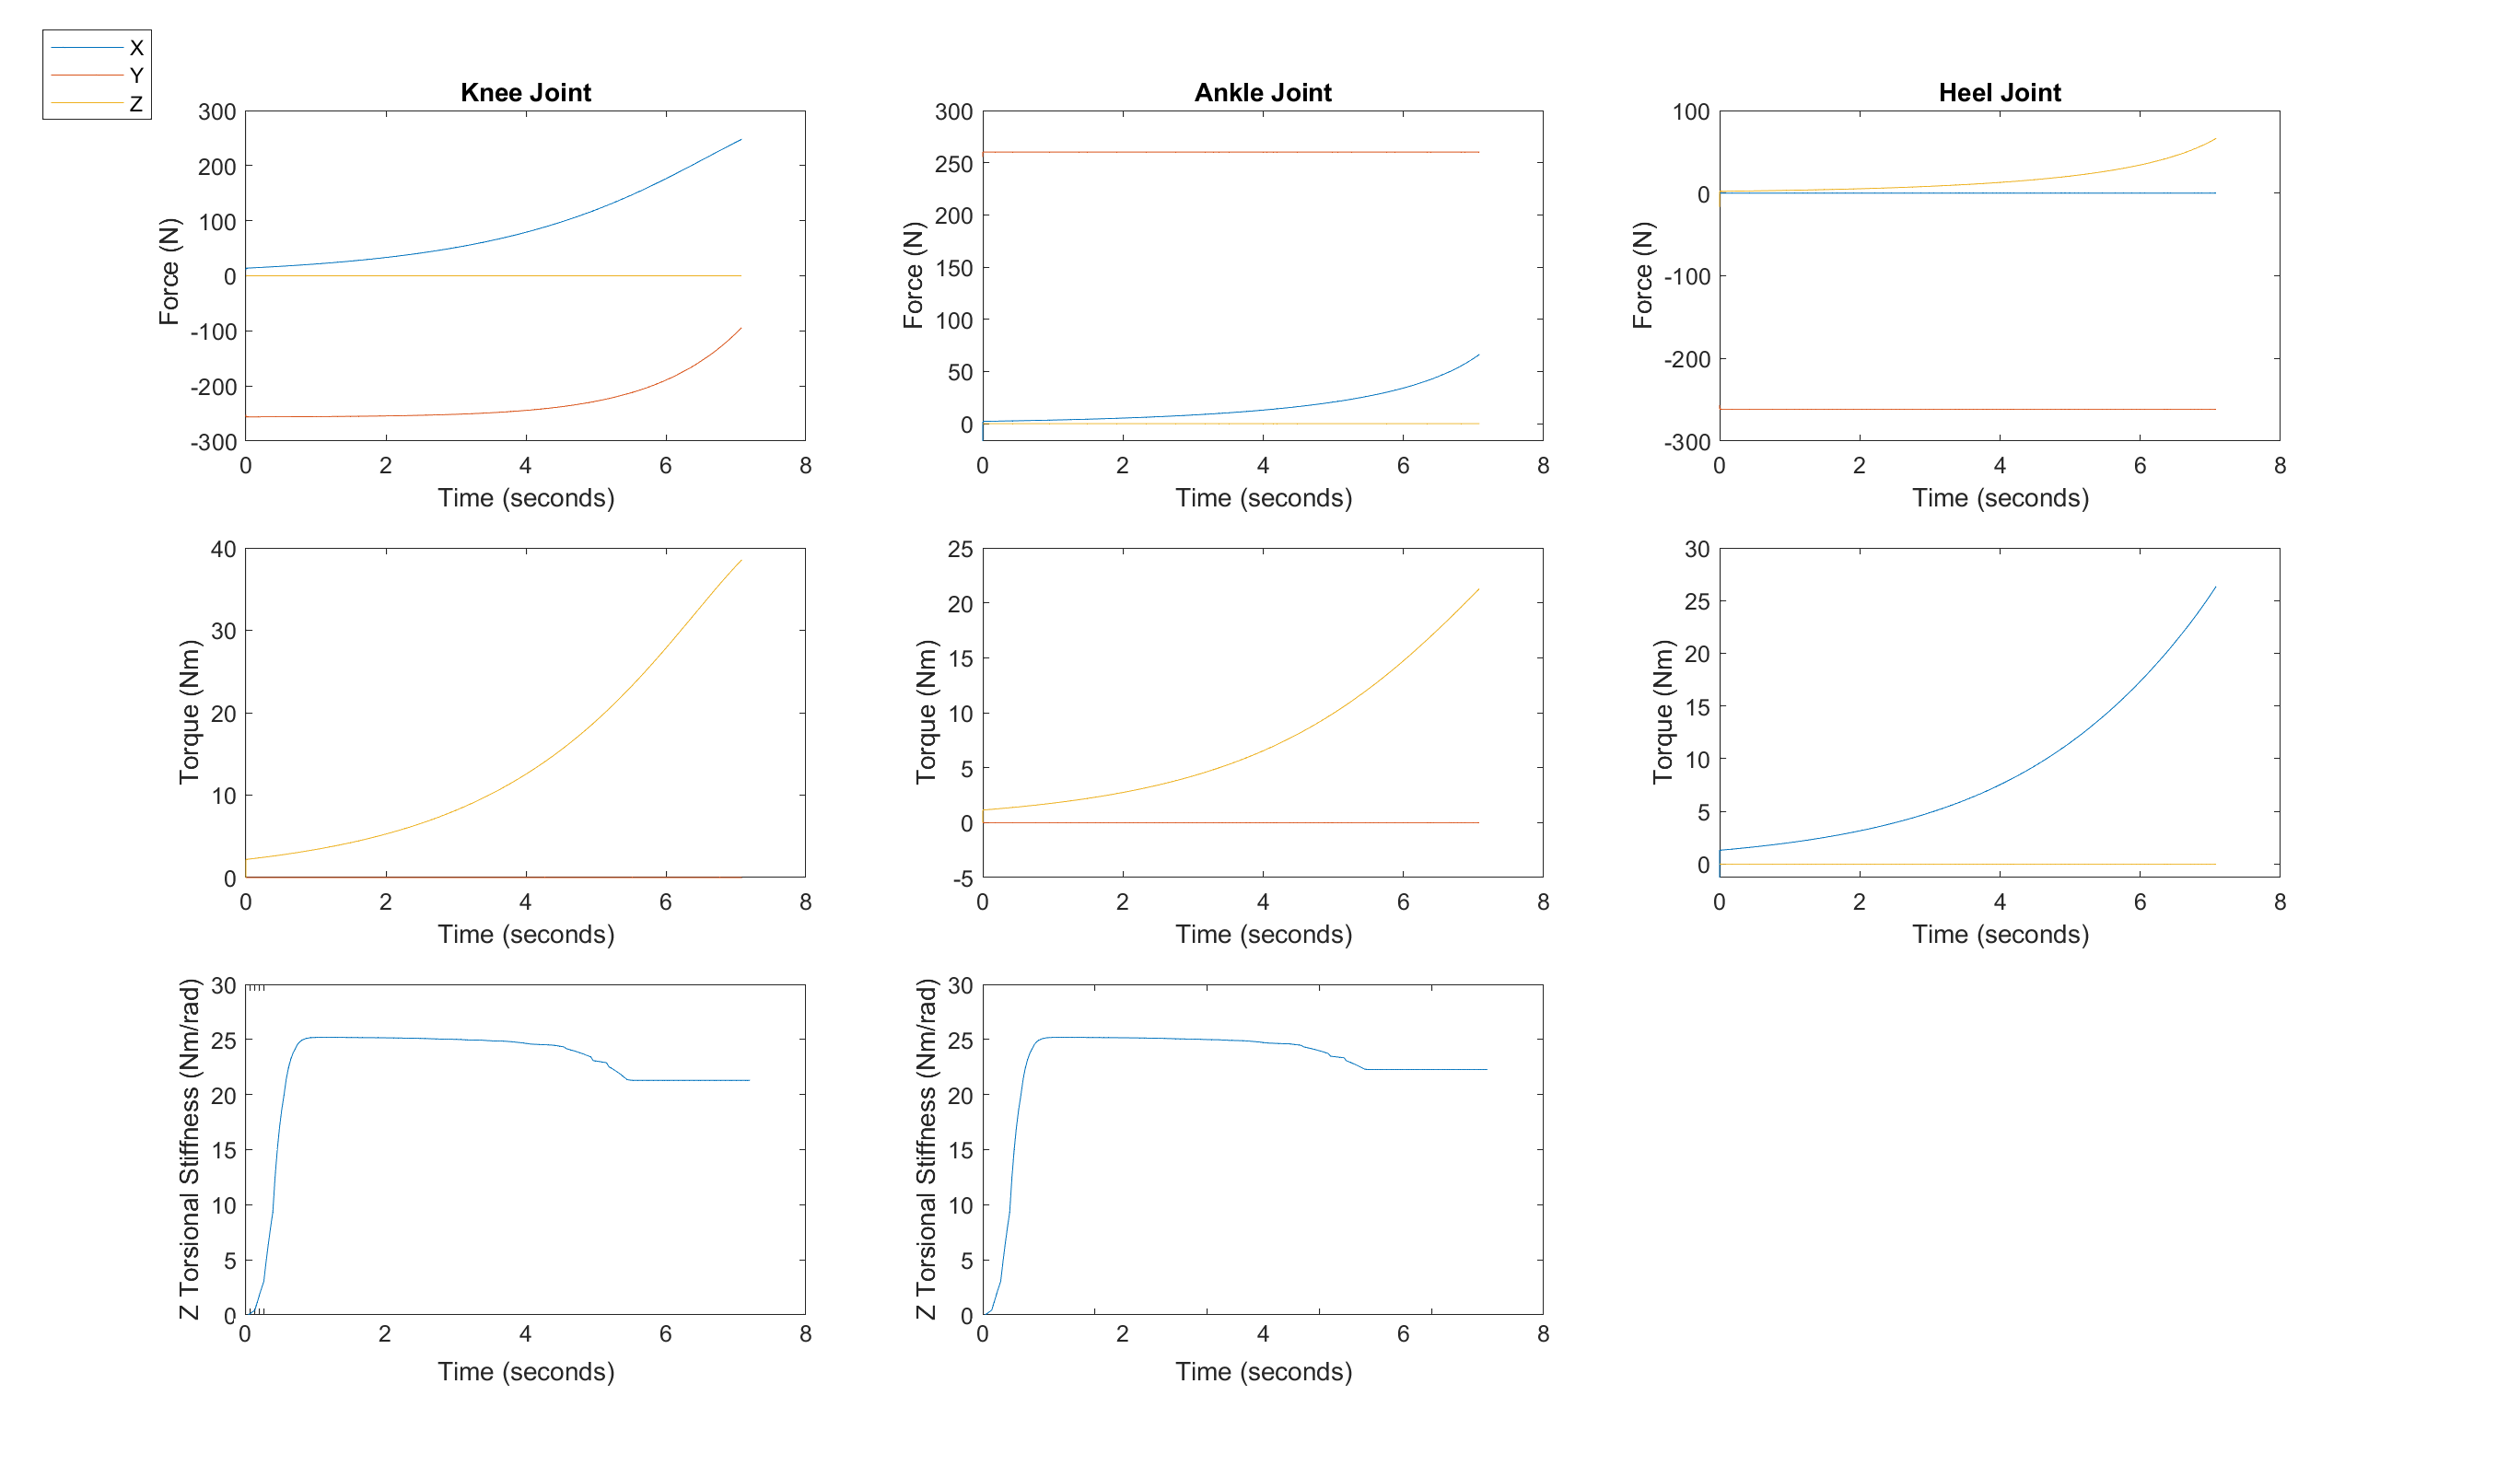 X
Y
Z
Knee Joint
Ankle Joint
Heel Joint
300
200
100
0
-100
-200
-300
Force (N)
0 2 4 6 8
Time (seconds)
300
250
200
150
100
50
0
Force (N)
0 2 4 6 8
Time (seconds)
100
0
-100
-200
-300
Force (N)
0 2 4 6 8
Time (seconds)
40
30
20
10
0
Torque (Nm)
0 2 4 6 8
Time (seconds)
25
20
15
10
5
0
-5
Torque (Nm)
0 2 4 6 8
Time (seconds)
30
25
20
15
10
5
0
Torque (Nm)
0 2 4 6 8
Time (seconds)
30
25
20
15
10
5
0
Z Torsional Stiffness (Nm/rad)
0 2 4 6 8
Time (seconds)
30
25
20
15
10
5
0
Z Torsional Stiffness (Nm/rad)
0 2 4 6 8
Time (seconds)